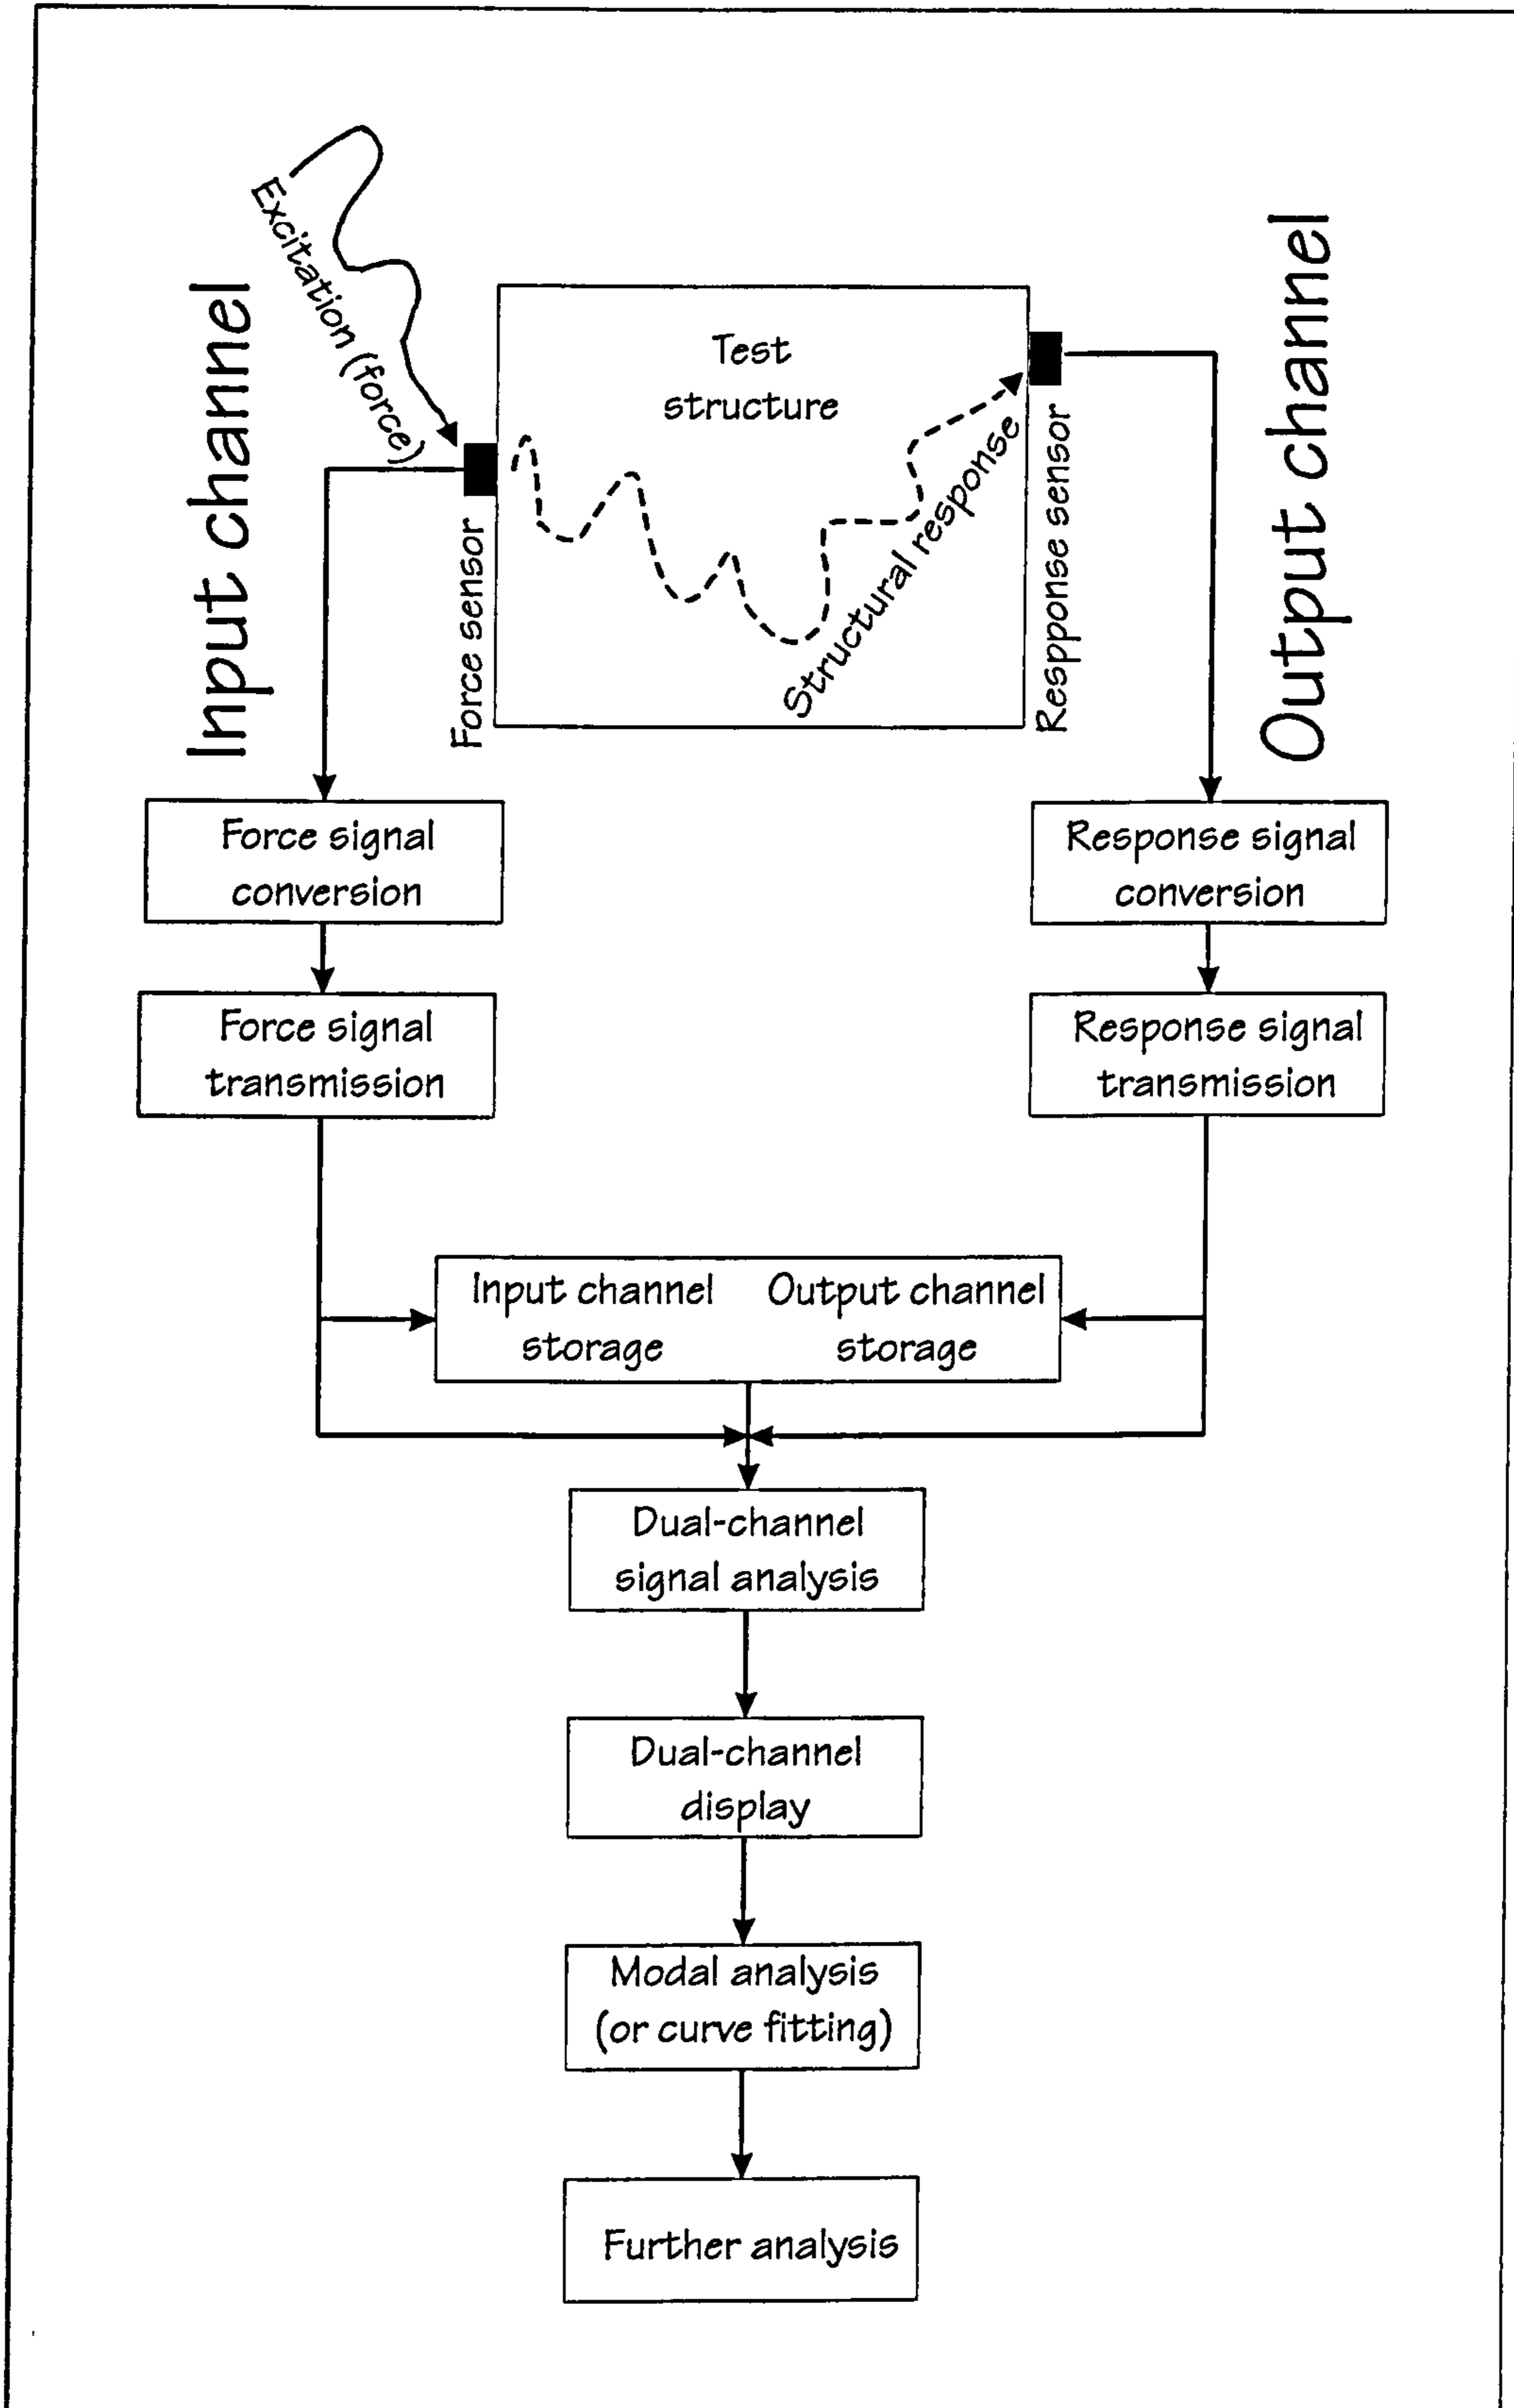 Input channel
Excitation (force)
Force sensor
Test
structure
Structural response
Respponse sensor
Output channel
Force signal
conversion
Response signal
conversion
Force signal
transmission
Response signal
transmission
Input channel
storage
Output channel
storage
Dual-channel
signal analysis
Dual-channel
display
Modal analysis
(or curve fitting)
Further analysis